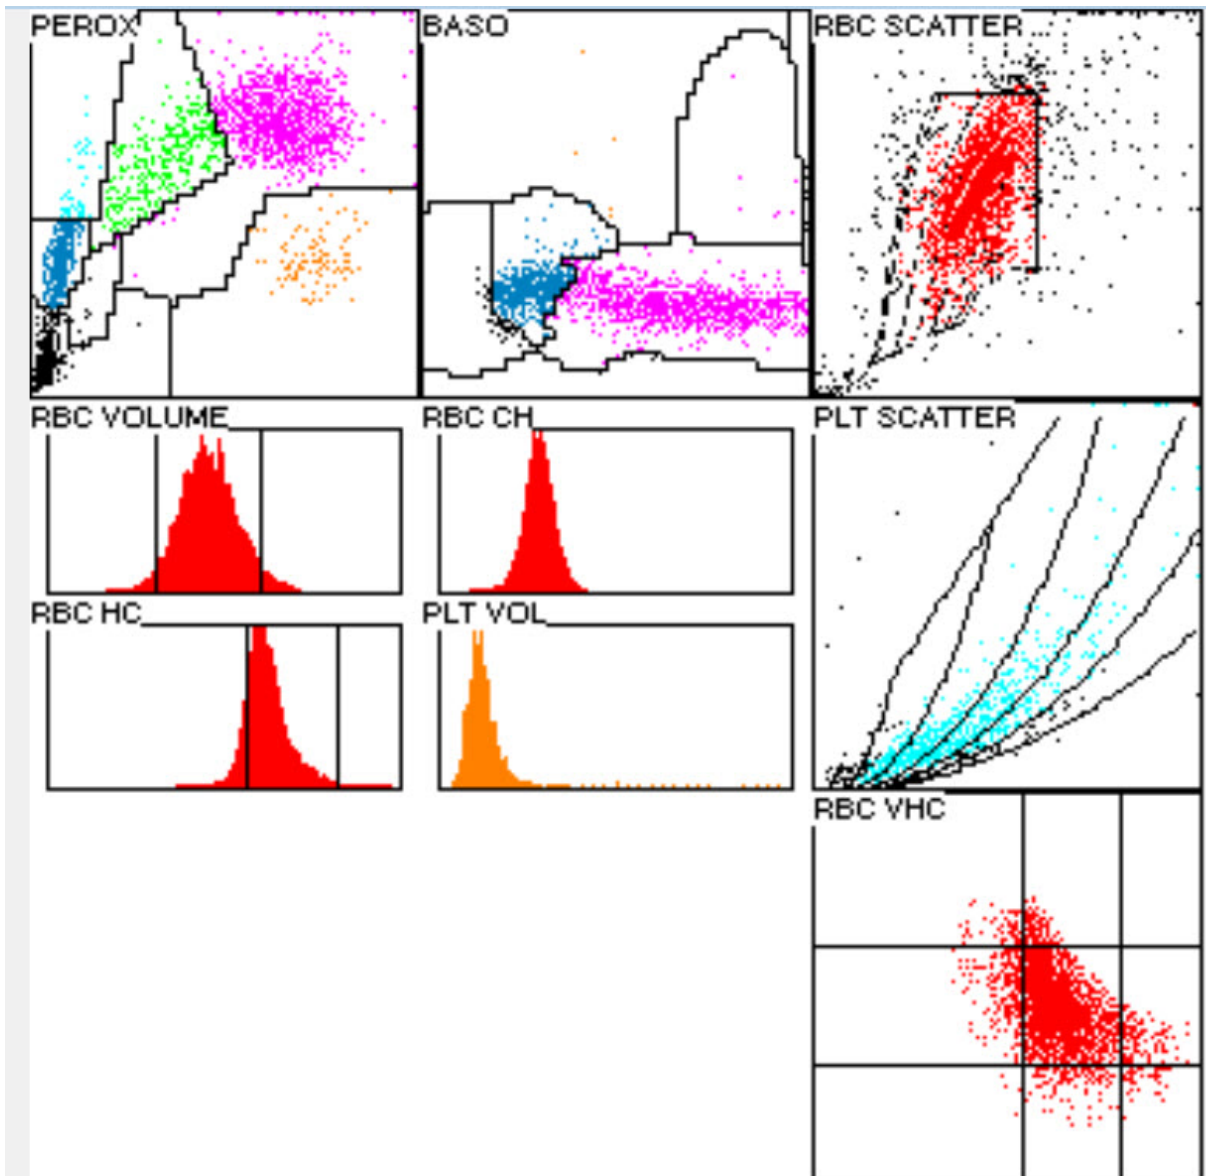 PEROX
BASO
RBC SCATTER
RBC VOLUME
RBC CH
PLT SCATTER
RBC HC
PLT VOL
RBC VHC